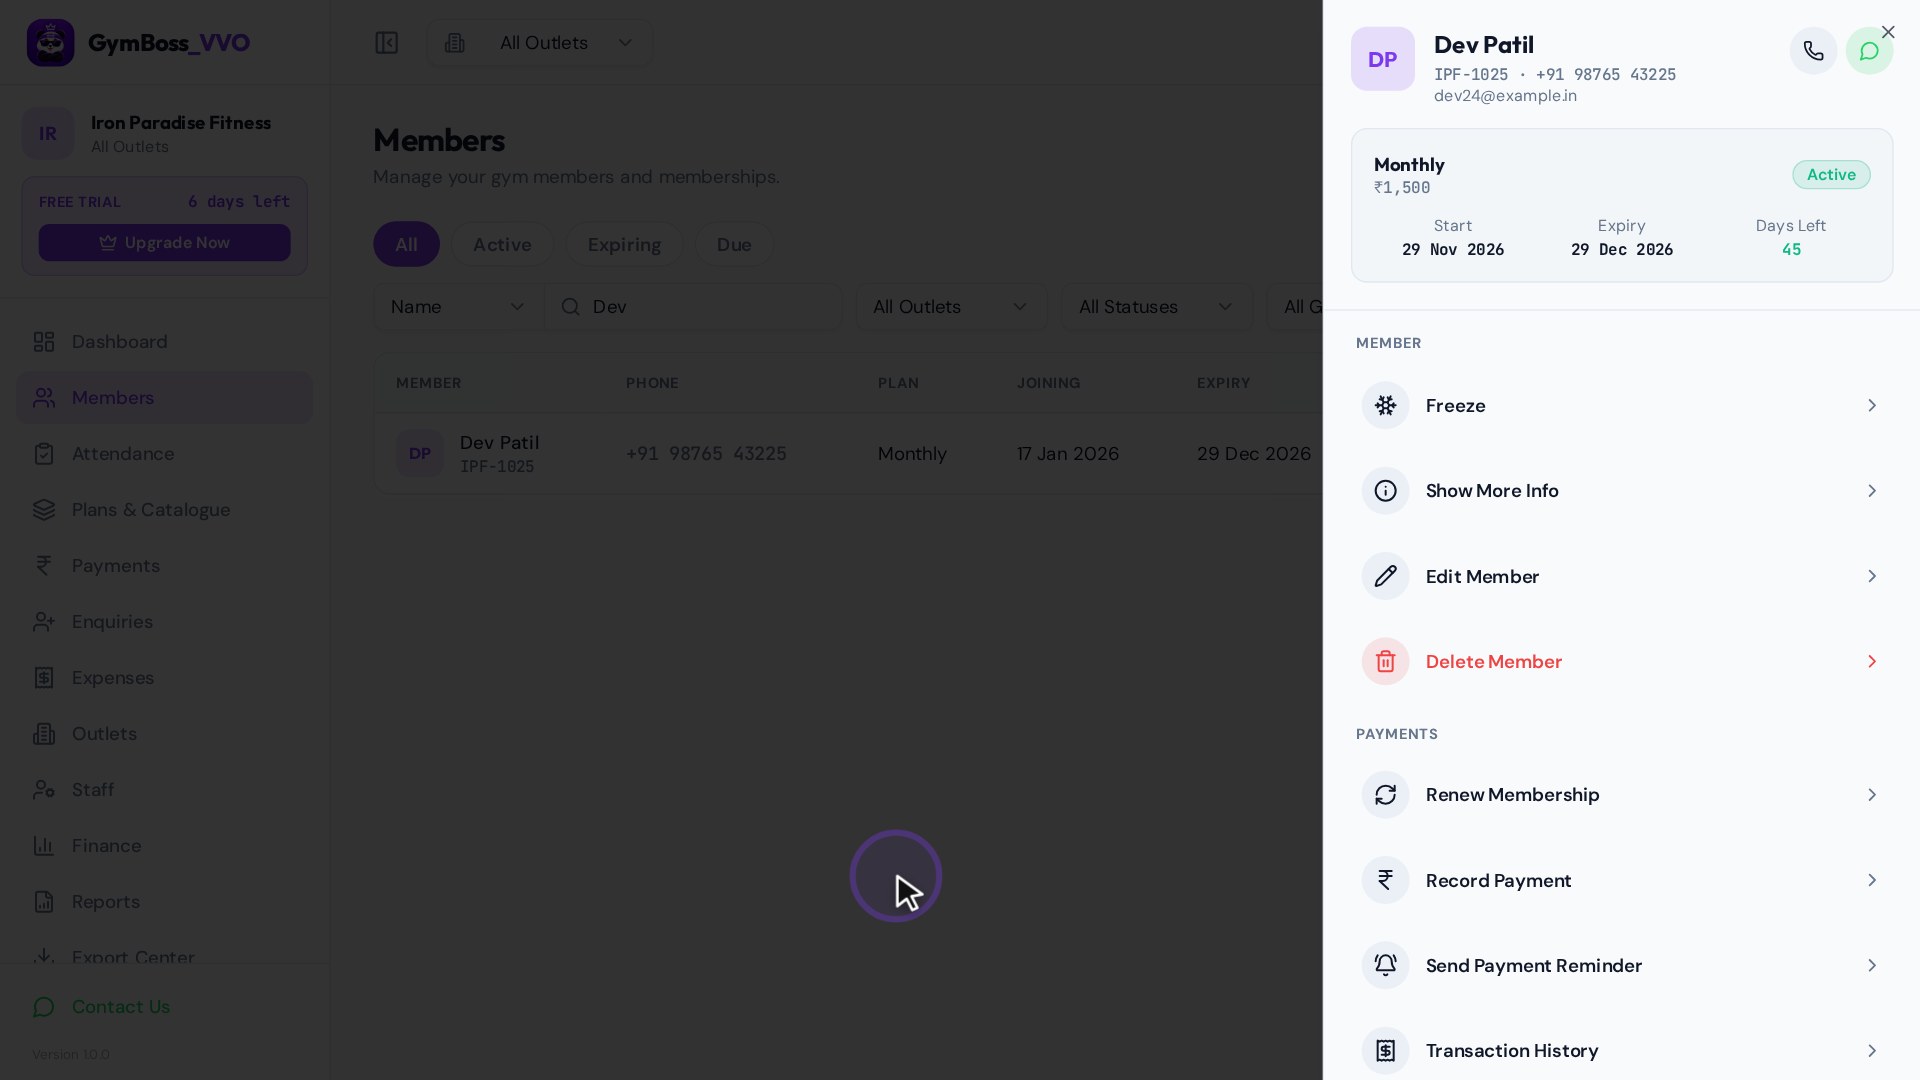 GymBoss_VVO
IR
Iron Paradise Fitness
All Outlets
FREE TRIAL
6 days left
Upgrade Now
Dashboard
Members
Attendance
Plans & Catalogue
Payments
Enquiries
Expenses
Outlets
Staff
Finance
Reports
Export Center
Contact Us
Version 1.0.0
All Outlets
Members
Manage your gym members and memberships.
All
Active
Expiring
Due
Name
Dev
All Outlets
All Statuses
All G
MEMBER
PHONE
PLAN
JOINING
EXPIRY
DP
Dev Patil
IPF-1025
+91 98765 43225
Monthly
17 Jan 2026
29 Dec 2026
DP
Dev Patil
IPF-1025 · +91 98765 43225
dev24@example.in
Monthly
₹1,500
Active
Start
Expiry
Days Left
29 Nov 2026
29 Dec 2026
45
MEMBER
Freeze
Show More Info
Edit Member
Delete Member
PAYMENTS
Renew Membership
Record Payment
Send Payment Reminder
Transaction History